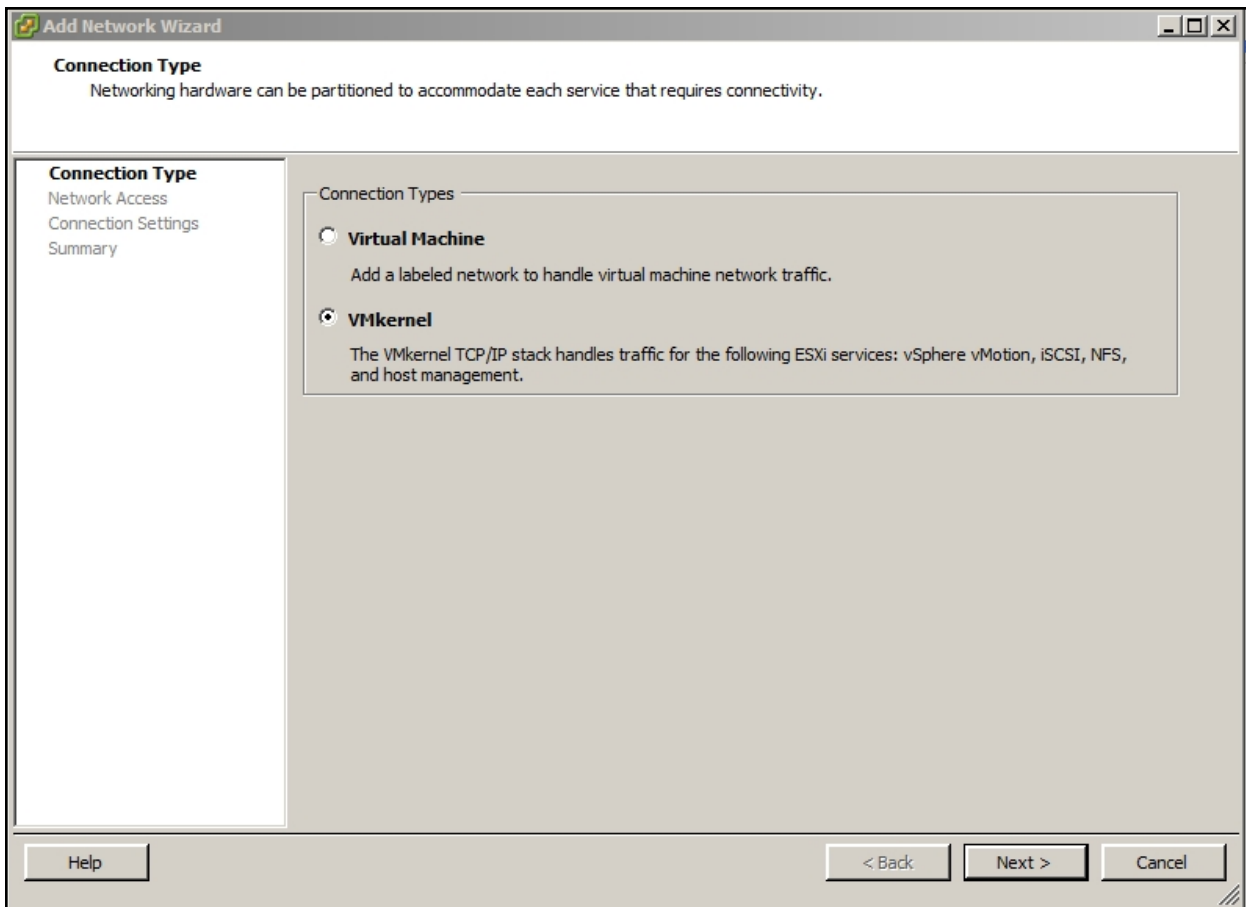 Add Network Wizard
Connection Type
Networking hardware can be partitioned to accommodate each service that requires connectivity.
Connection Type
Network Access
Connection Settings
Summary
Connection Types
Virtual Machine
Add a labeled network to handle virtual machine network traffic.
VMkernel
The VMkernel TCP/IP stack handles traffic for the following ESXi services: vSphere vMotion, iSCSI, NFS,
and host management.
Help
< Back
Next >
Cancel